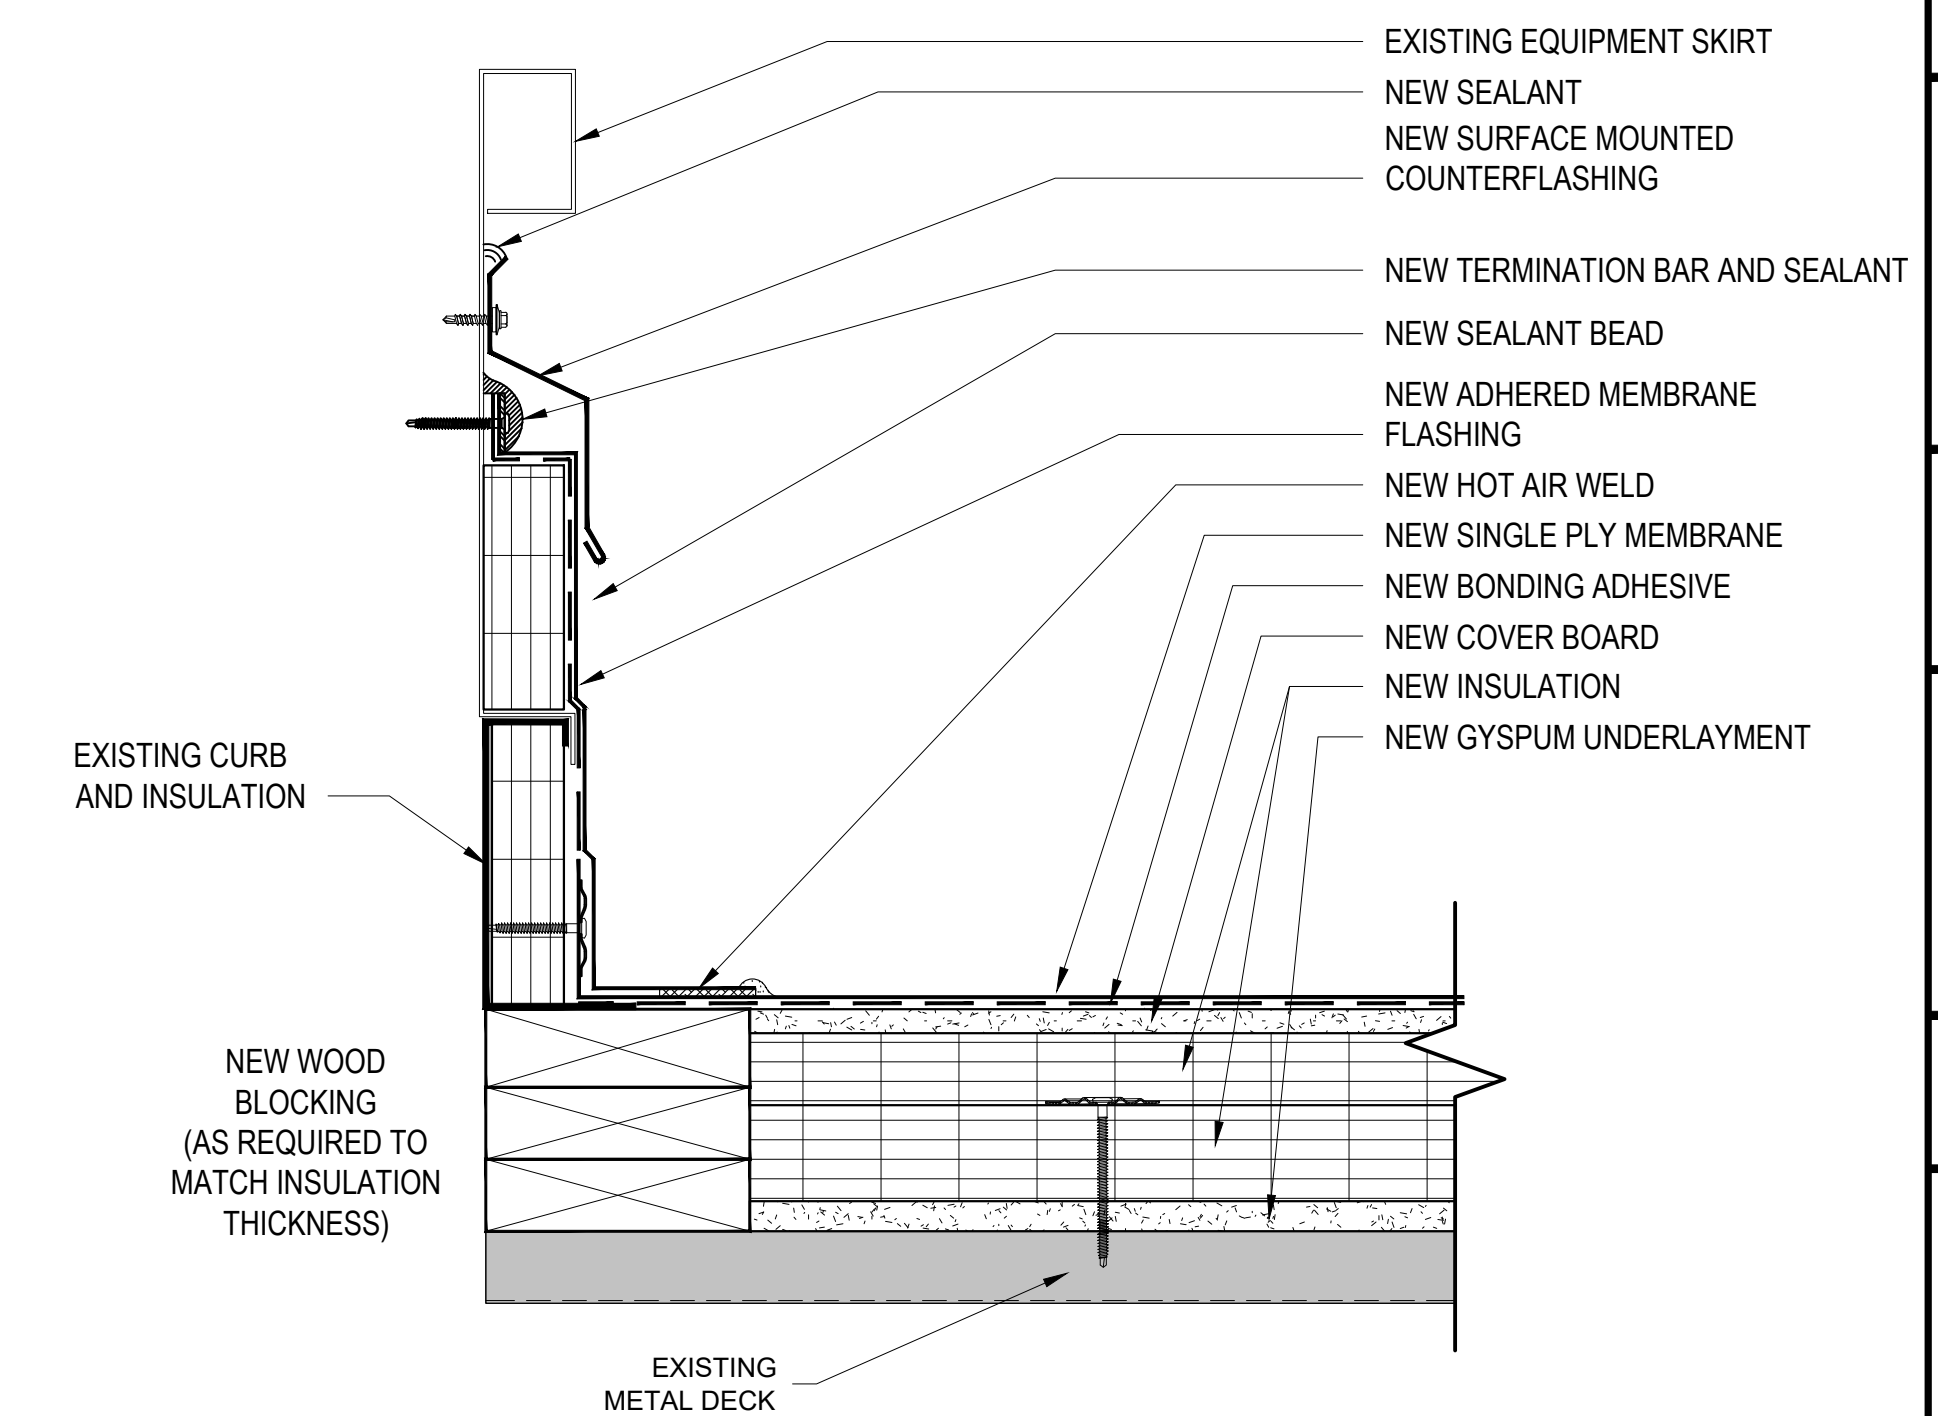 EXISTING EQUIPMENT SKIRT
NEW SEALANT
NEW SURFACE MOUNTED
COUNTERFLASHING
NEW TERMINATION BAR AND SEALANT
NEW SEALANT BEAD
NEW ADHERED MEMBRANE
FLASHING
NEW HOT AIR WELD
NEW SINGLE PLY MEMBRANE
NEW BONDING ADHESIVE
NEW COVER BOARD
NEW INSULATION
NEW GYSPUM UNDERLAYMENT
EXISTING CURB
AND INSULATION
NEW WOOD
BLOCKING
(AS REQUIRED TO
MATCH INSULATION
THICKNESS)
EXISTING
METAL DECK